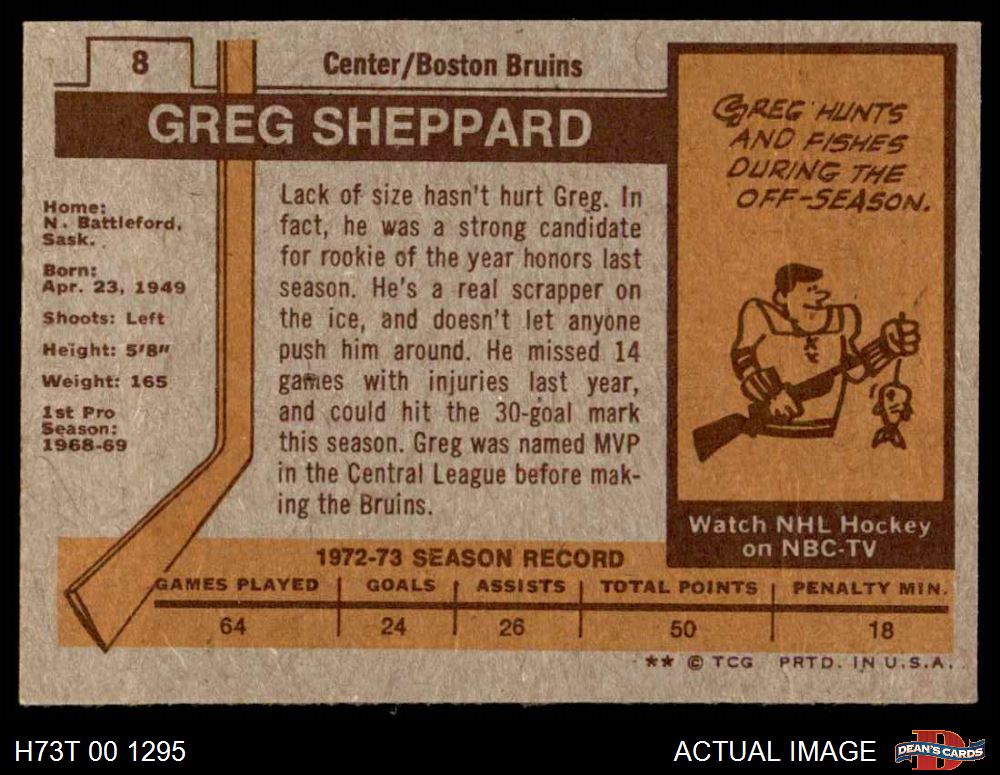 8
Center/Boston Bruins
GREG SHEPPARD
Home:
N. Battleford,
Sask.
Born:
Apr. 23, 1949
Shoots: Left
Height: 5'8"
Weight: 165
1st Pro
Season:
1968-69
Lack of size hasn't hurt Greg. In
fact, he was a strong candidate
for rookie of the year honors last
season. He's a real scrapper on
the ice, and doesn't let anyone
push him around. He missed 14
games with injuries last year,
and could hit the 30-goal mark
this season. Greg was named MVP
in the Central League before mak-
ing the Bruins.
GREG HUNTS
AND FISHES
DURING THE
OFF-SEASON.
Watch NHL Hockey
on NBC-TV
1972-73 SEASON RECORD
GAMES PLAYED GOALS ASSISTS TOTAL POINTS PENALTY MIN.
64 24 26 50 18
** © TCG PRTD. IN U.S.A.
H73T 00 1295
ACTUAL IMAGE
DEAN'S CARDS